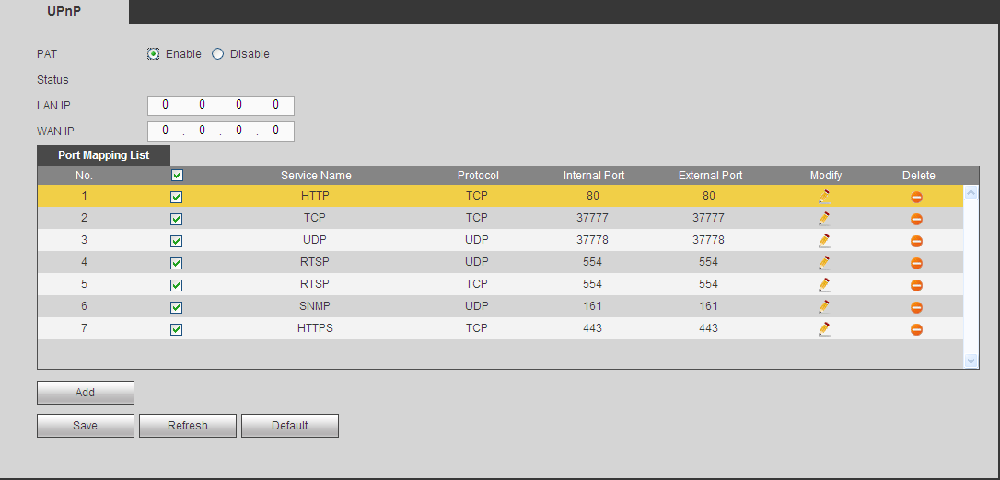 UPnP
PAT Enable Disable
Status
LAN IP 0 . 0 . 0 . 0
WAN IP 0 . 0 . 0 . 0
Port Mapping List
No. Service Name Protocol Internal Port External Port Modify Delete
1 HTTP TCP 80 80
2 TCP TCP 37777 37777
3 UDP UDP 37778 37778
4 RTSP UDP 554 554
5 RTSP TCP 554 554
6 SNMP UDP 161 161
7 HTTPS TCP 443 443
Add
Save Refresh Default